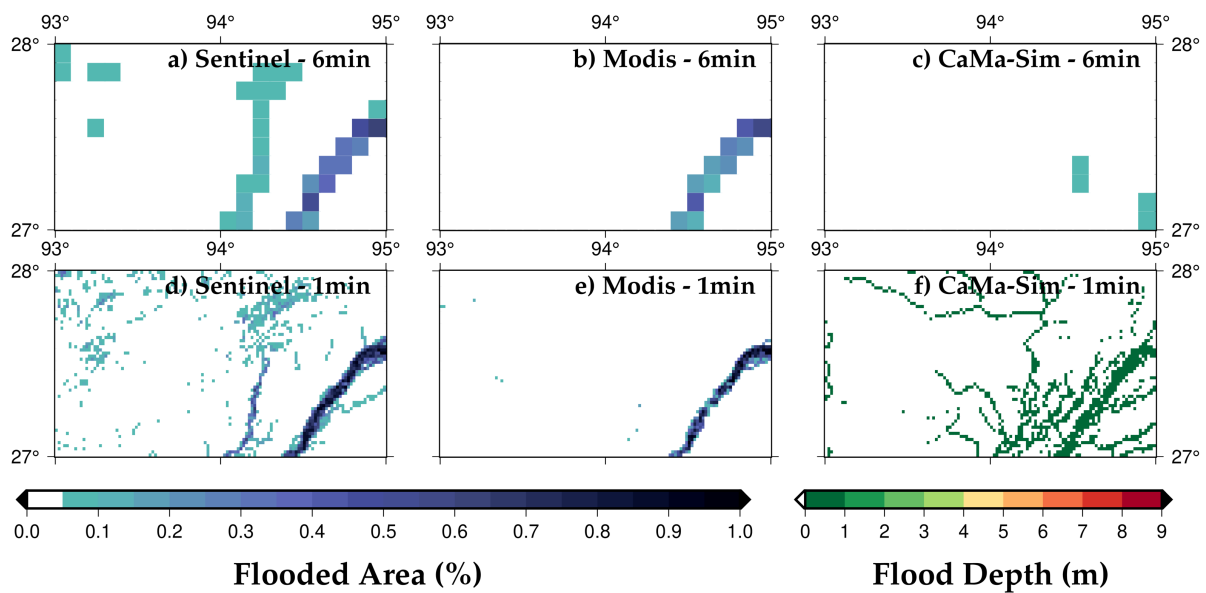 93° 94° 95° 93° 94° 95° 93° 94° 95°
28° a) Sentinel - 6min b) Modis - 6min c) CaMa-Sim - 6min 28°
27° 27°
93° 94° 95° 93° 94° 95° 93° 94° 95°
28° d) Sentinel - 1min e) Modis - 1min f) CaMa-Sim - 1min 28°
27° 27°
0.0 0.1 0.2 0.3 0.4 0.5 0.6 0.7 0.8 0.9 1.0 0 1 2 3 4 5 6 7 8 9
Flooded Area (%) Flood Depth (m)